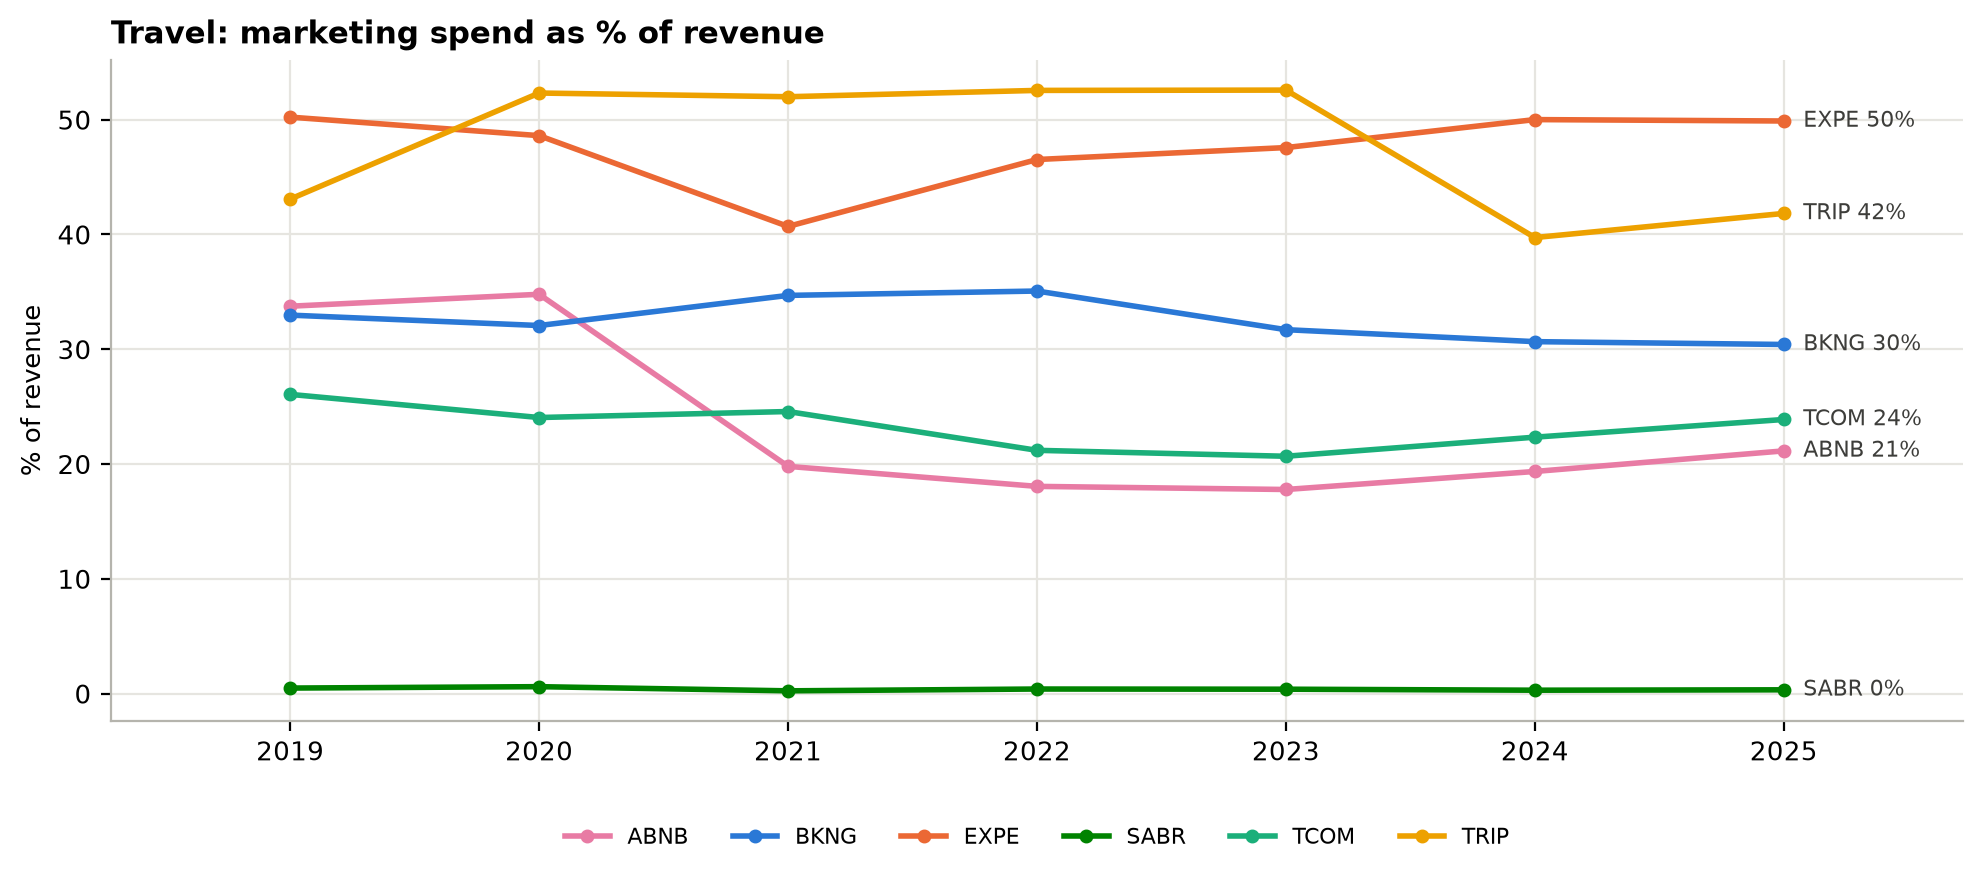 Travel: marketing spend as % of revenue
% of revenue
50
40
30
20
10
0
EXPE 50%
TRIP 42%
BKNG 30%
TCOM 24%
ABNB 21%
SABR 0%
2019 2020 2021 2022 2023 2024 2025
ABNB BKNG EXPE SABR TCOM TRIP